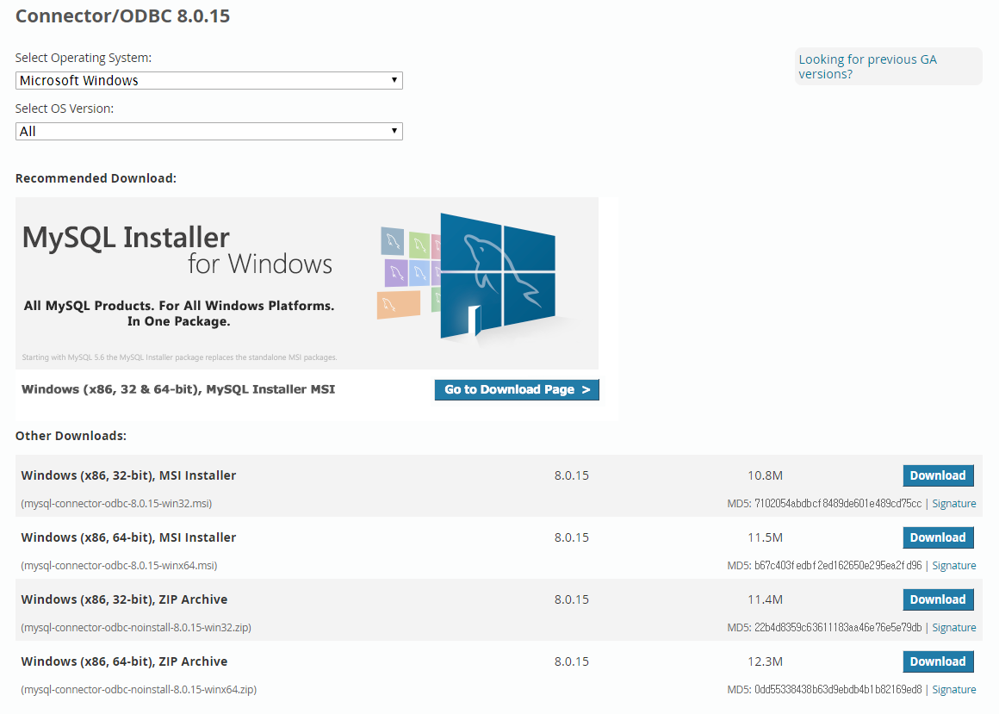 Connector/ODBC 8.0.15
Select Operating System:
Looking for previous GA
versions?
Microsoft Windows
Select OS Version:
All
Recommended Download:
MySQL Installer
for Windows
All MySQL Products. For All Windows Platforms.
In One Package.
Starting with MySQL 5.6 the MySQL Installer package replaces the standalone MSI packages.
Windows (x86, 32 & 64-bit), MySQL Installer MSI Go to Download Page >
Other Downloads:
Windows (x86, 32-bit), MSI Installer 8.0.15 10.8M Download
(mysql-connector-odbc-8.0.15-win32.msi) MD5: 7102054abdbcf8489de601e489cd75cc | Signature
Windows (x86, 64-bit), MSI Installer 8.0.15 11.5M Download
(mysql-connector-odbc-8.0.15-winx64.msi) MD5: b67c403fedbf2ed162650e295ea2fd96 | Signature
Windows (x86, 32-bit), ZIP Archive 8.0.15 11.4M Download
(mysql-connector-odbc-noinstall-8.0.15-win32.zip) MD5: 22b4d8359c63611183aa46e76e5e79db | Signature
Windows (x86, 64-bit), ZIP Archive 8.0.15 12.3M Download
(mysql-connector-odbc-noinstall-8.0.15-winx64.zip) MD5: 0dd55338438b63d9ebdb4b1b82169ed8 | Signature